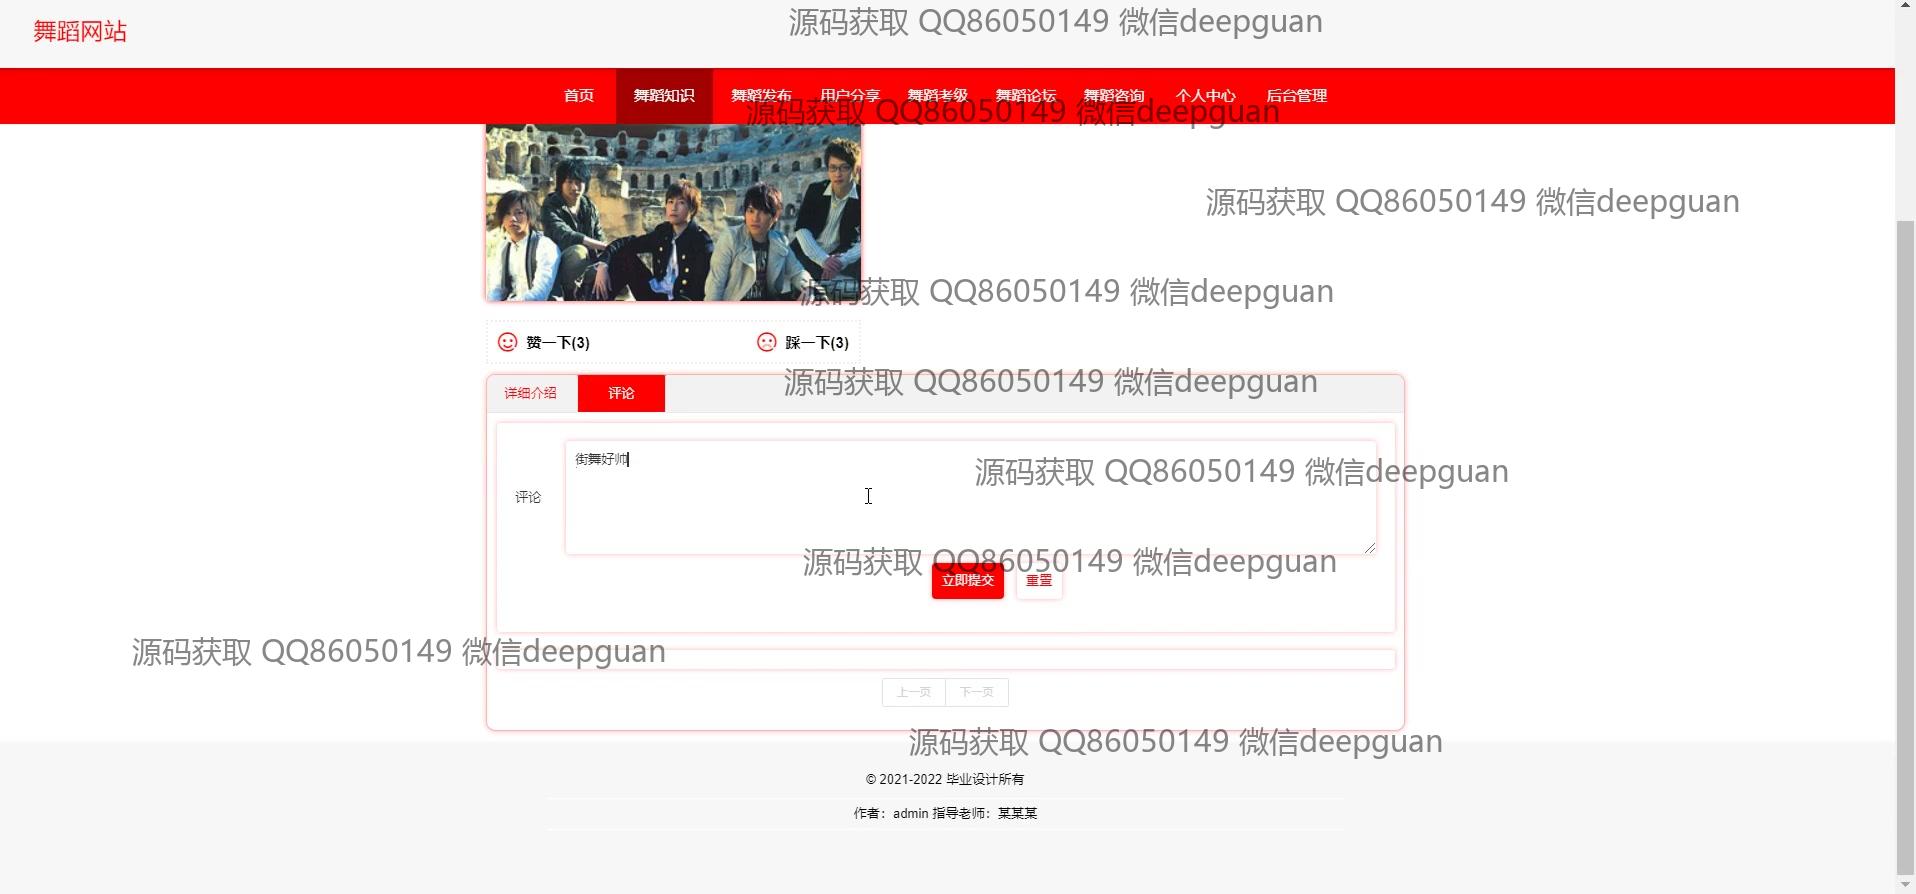 源码获取 QQ86050149 微信deepguan
舞蹈网站
首页 舞蹈知识 舞蹈发布 用户分享 舞蹈考级 舞蹈论坛 舞蹈咨询 个人中心 后台管理
源码获取 QQ86050149 微信deepguan
源码获取 QQ86050149 微信deepguan
源码获取 QQ86050149 微信deepguan
赞一下(3) 踩一下(3)
源码获取 QQ86050149 微信deepguan
详细介绍 评论
街舞好帅
源码获取 QQ86050149 微信deepguan
评论
源码获取 QQ86050149 微信deepguan
立即提交 重置
源码获取 QQ86050149 微信deepguan
上一页 下一页
源码获取 QQ86050149 微信deepguan
© 2021-2022 毕业设计所有
作者：admin 指导老师：某某某